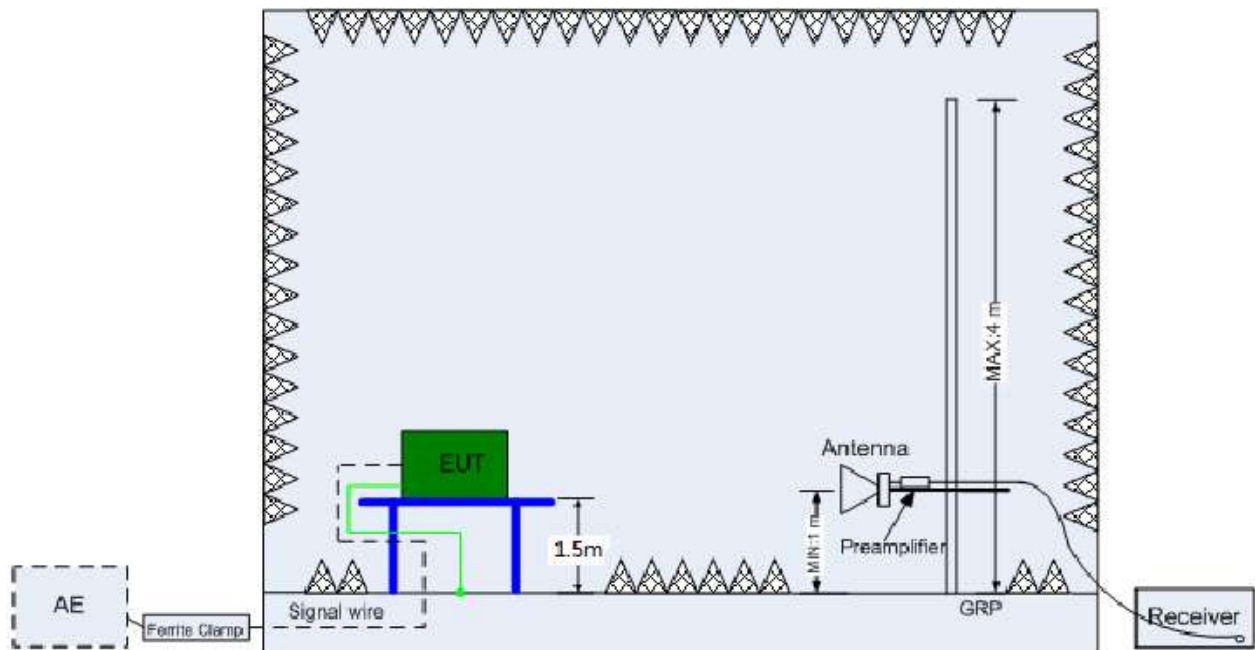 MAX:4 m
EUT
Antenna
MIN:1 m
1.5m
Preamplifier
AE
Ferrite Clamp
Signal wire
GRP
Receiver